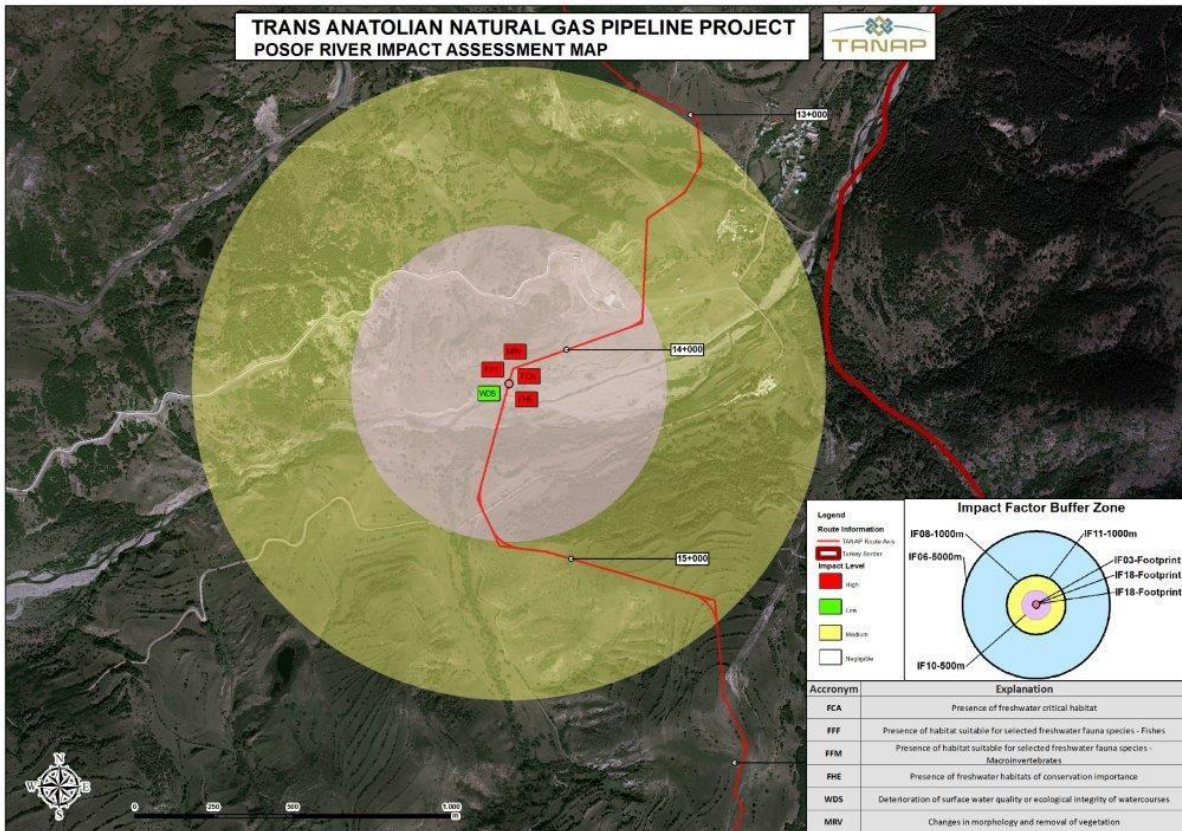 TRANS ANATOLIAN NATURAL GAS PIPELINE PROJECT
POSOF RIVER IMPACT ASSESSMENT MAP
TANAP
13+000
14+000
MRV
FCA
WDS
FHE
15+000
Legend
Route Information
TANAP Route Axis
Turkey Border
Impact Level
High
Low
Medium
Negligible
Impact Factor Buffer Zone
IF08-1000m
IF11-1000m
IF06-5000m
IF03-Footprint
IF18-Footprint
IF18-Footprint
IF10-500m
Accronym Explanation
FCA Presence of freshwater critical habitat
FFF Presence of habitat suitable for selected freshwater fauna species - Fishes
FFM Presence of habitat suitable for selected freshwater fauna species -
Macroinvertebrates
FHE Presence of freshwater habitats of conservation importance
WDS Deterioration of surface water quality or ecological integrity of watercourses
MRV Changes in morphology and removal of vegetation
N
W E
S
0 250 500 1.000
m